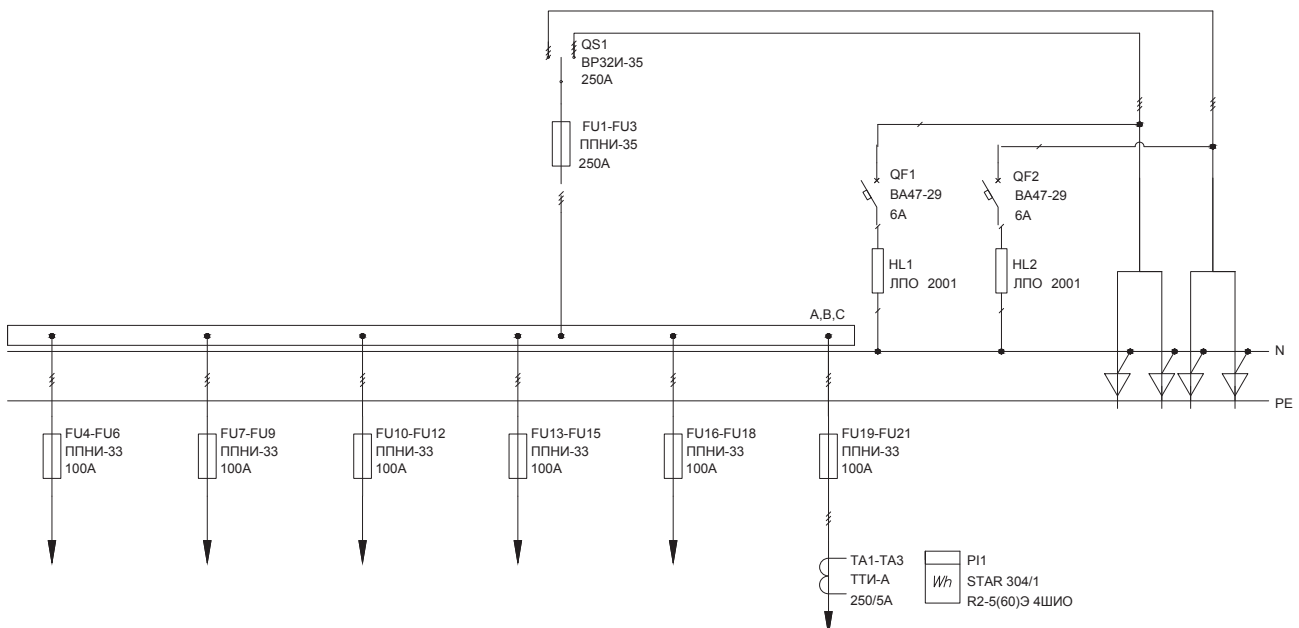 QS1
ВР32И-35
250А
FU1-FU3
ППНИ-35
250А
QF1
ВА47-29
6А
QF2
ВА47-29
6А
HL1
ЛПО 2001
HL2
ЛПО 2001
A,B,C
N
PE
FU4-FU6
ППНИ-33
100А
FU7-FU9
ППНИ-33
100А
FU10-FU12
ППНИ-33
100А
FU13-FU15
ППНИ-33
100А
FU16-FU18
ППНИ-33
100А
FU19-FU21
ППНИ-33
100А
TA1-TA3
ТТИ-А
250/5А
Wh
PI1
STAR 304/1
R2-5(60)Э 4ШИО